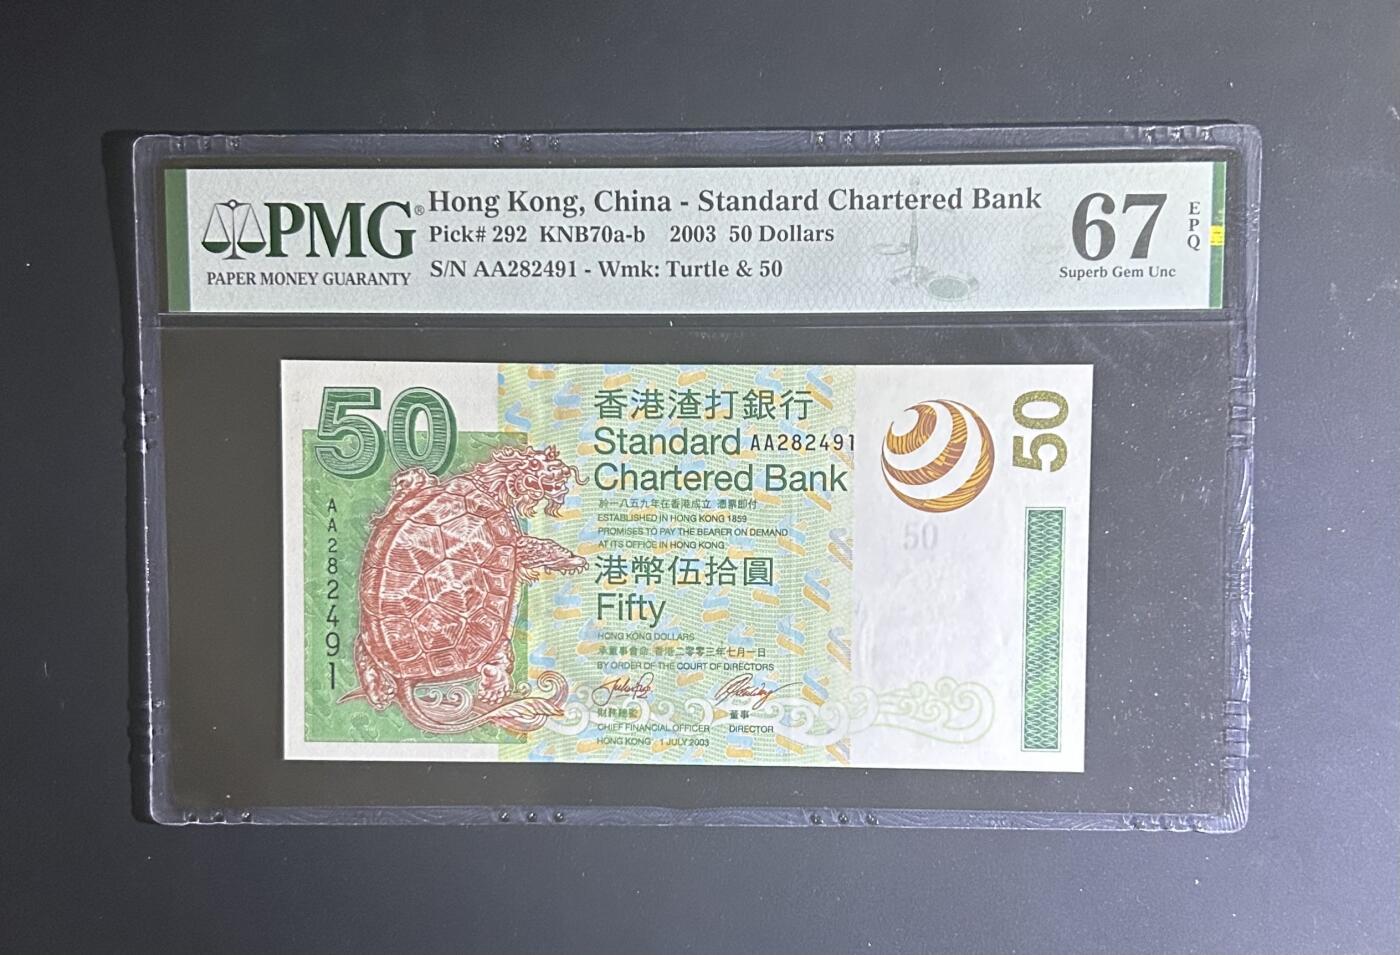 PMG®
PAPER MONEY GUARANTY
Hong Kong, China - Standard Chartered Bank
Pick# 292 KNB70a-b 2003 50 Dollars
S/N AA282491 - Wmk: Turtle & 50
67
Superb Gem Unc
EPQ
50
AA282491
香港渣打銀行
Standard AA282491
Chartered Bank
於一八五九年在香港成立 憑票即付
ESTABLISHED IN HONG KONG 1859
PROMISES TO PAY THE BEARER ON DEMAND
AT ITS OFFICE IN HONG KONG
港幣伍拾圓
Fifty
HONG KONG DOLLARS
承董事會命 香港二零零三年七月一日
BY ORDER OF THE COURT OF DIRECTORS
財務總監 董事
CHIEF FINANCIAL OFFICER DIRECTOR
HONG KONG 1 JULY 2003
50
50